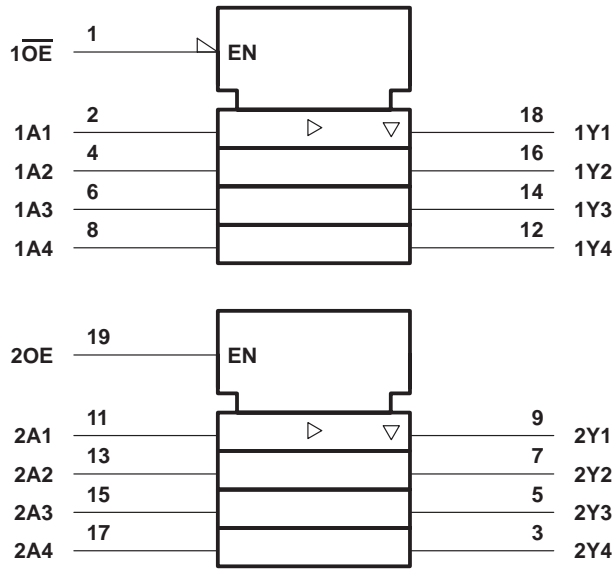 1
1OE EN
2 18
1A1 1Y1
4 16
1A2 1Y2
6 14
1A3 1Y3
8 12
1A4 1Y4
19
2OE EN
11 9
2A1 2Y1
13 7
2A2 2Y2
15 5
2A3 2Y3
17 3
2A4 2Y4